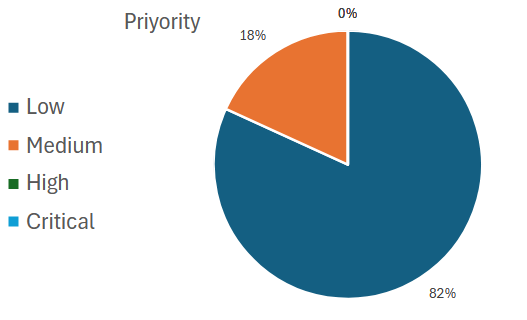 Priyority
0%
18%
Low
Medium
High
Critical
82%